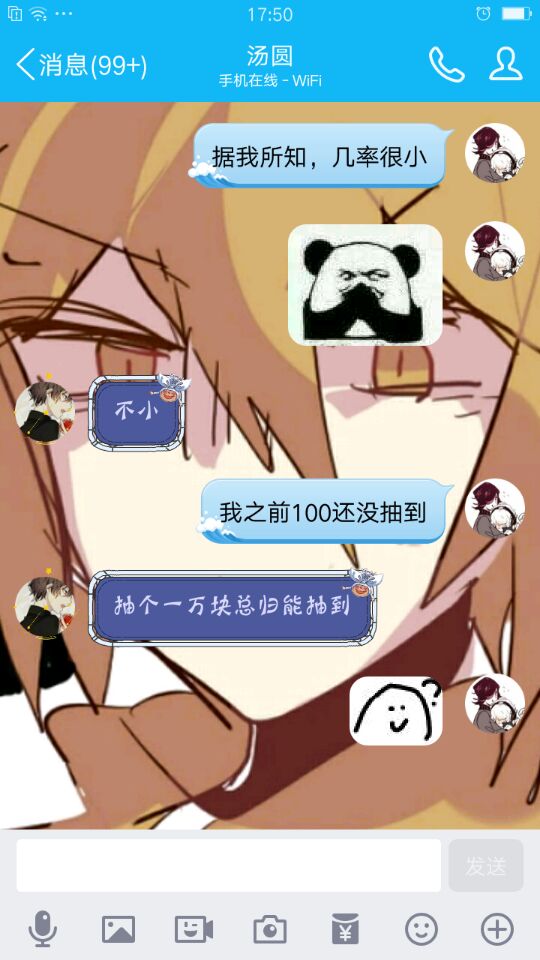 17:50
消息(99+)
汤圆
手机在线 - WiFi
据我所知，几率很小
不小
我之前100还没抽到
抽个一万块总归能抽到
?
发送
¥